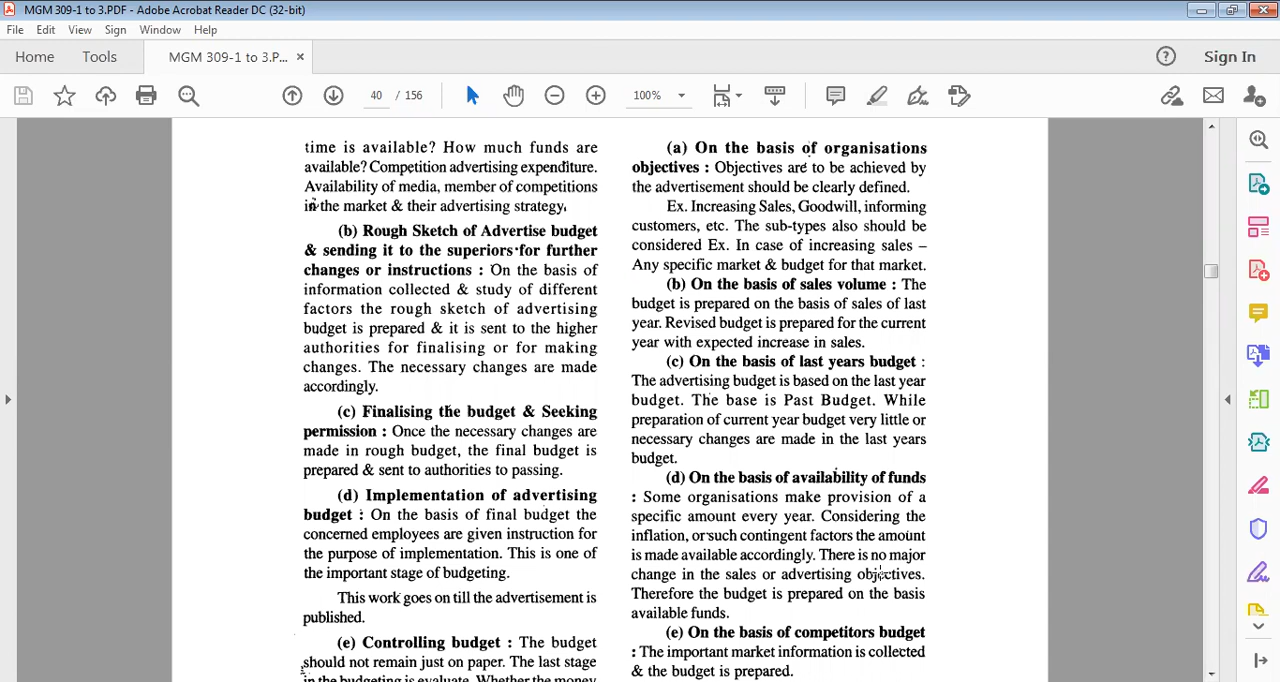 MGM 309-1 to 3.PDF - Adobe Acrobat Reader DC (32-bit)
File Edit View Sign Window Help
Home Tools MGM 309-1 to 3.P... × Sign In
40 / 156 100%
time is available? How much funds are
available? Competition advertising expenditure.
Availability of media, member of competitions
in the market & their advertising strategy.
(b) Rough Sketch of Advertise budget
& sending it to the superiors for further
changes or instructions : On the basis of
information collected & study of different
factors the rough sketch of advertising
budget is prepared & it is sent to the higher
authorities for finalising or for making
changes. The necessary changes are made
accordingly.
(c) Finalising the budget & Seeking
permission : Once the necessary changes are
made in rough budget, the final budget is
prepared & sent to authorities to passing.
(d) Implementation of advertising
budget : On the basis of final budget the
concerned employees are given instruction for
the purpose of implementation. This is one of
the important stage of budgeting.
This work goes on till the advertisement is
published.
(e) Controlling budget : The budget
should not remain just on paper. The last stage
in the budgeting is evaluate. Whether the money
(a) On the basis of organisations
objectives : Objectives are to be achieved by
the advertisement should be clearly defined.
Ex. Increasing Sales, Goodwill, informing
customers, etc. The sub-types also should be
considered Ex. In case of increasing sales –
Any specific market & budget for that market.
(b) On the basis of sales volume : The
budget is prepared on the basis of sales of last
year. Revised budget is prepared for the current
year with expected increase in sales.
(c) On the basis of last years budget :
The advertising budget is based on the last year
budget. The base is Past Budget. While
preparation of current year budget very little or
necessary changes are made in the last years
budget.
(d) On the basis of availability of funds
: Some organisations make provision of a
specific amount every year. Considering the
inflation, or such contingent factors the amount
is made available accordingly. There is no major
change in the sales or advertising objectives.
Therefore the budget is prepared on the basis
available funds.
(e) On the basis of competitors budget
: The important market information is collected
& the budget is prepared.